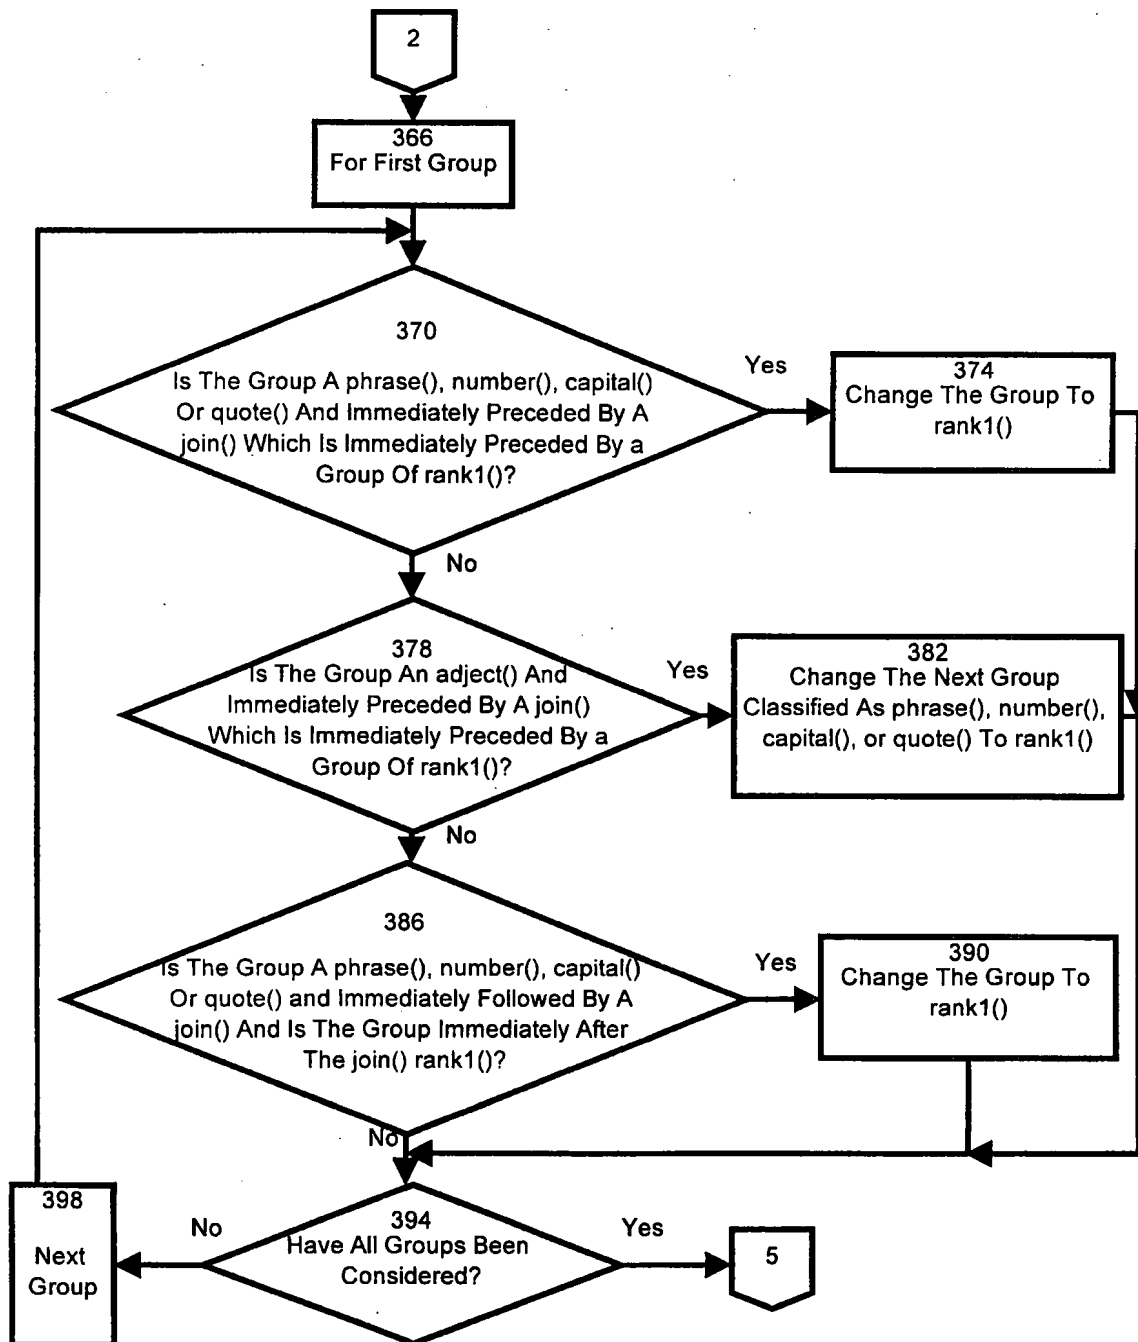 2
366
For First Group
370
Is The Group A phrase(), number(), capital()
Or quote() And Immediately Preceded By A
join() Which Is Immediately Preceded By a
Group Of rank1()?
Yes
374
Change The Group To
rank1()
No
378
Is The Group An adject() And
Immediately Preceded By A join()
Which Is Immediately Preceded By a
Group Of rank1()?
Yes
382
Change The Next Group
Classified As phrase(), number(),
capital(), or quote() To rank1()
No
386
Is The Group A phrase(), number(), capital()
Or quote() and Immediately Followed By A
join() And Is The Group Immediately After
The join() rank1()?
Yes
390
Change The Group To
rank1()
No
394
Have All Groups Been
Considered?
No
398
Next
Group
Yes
5